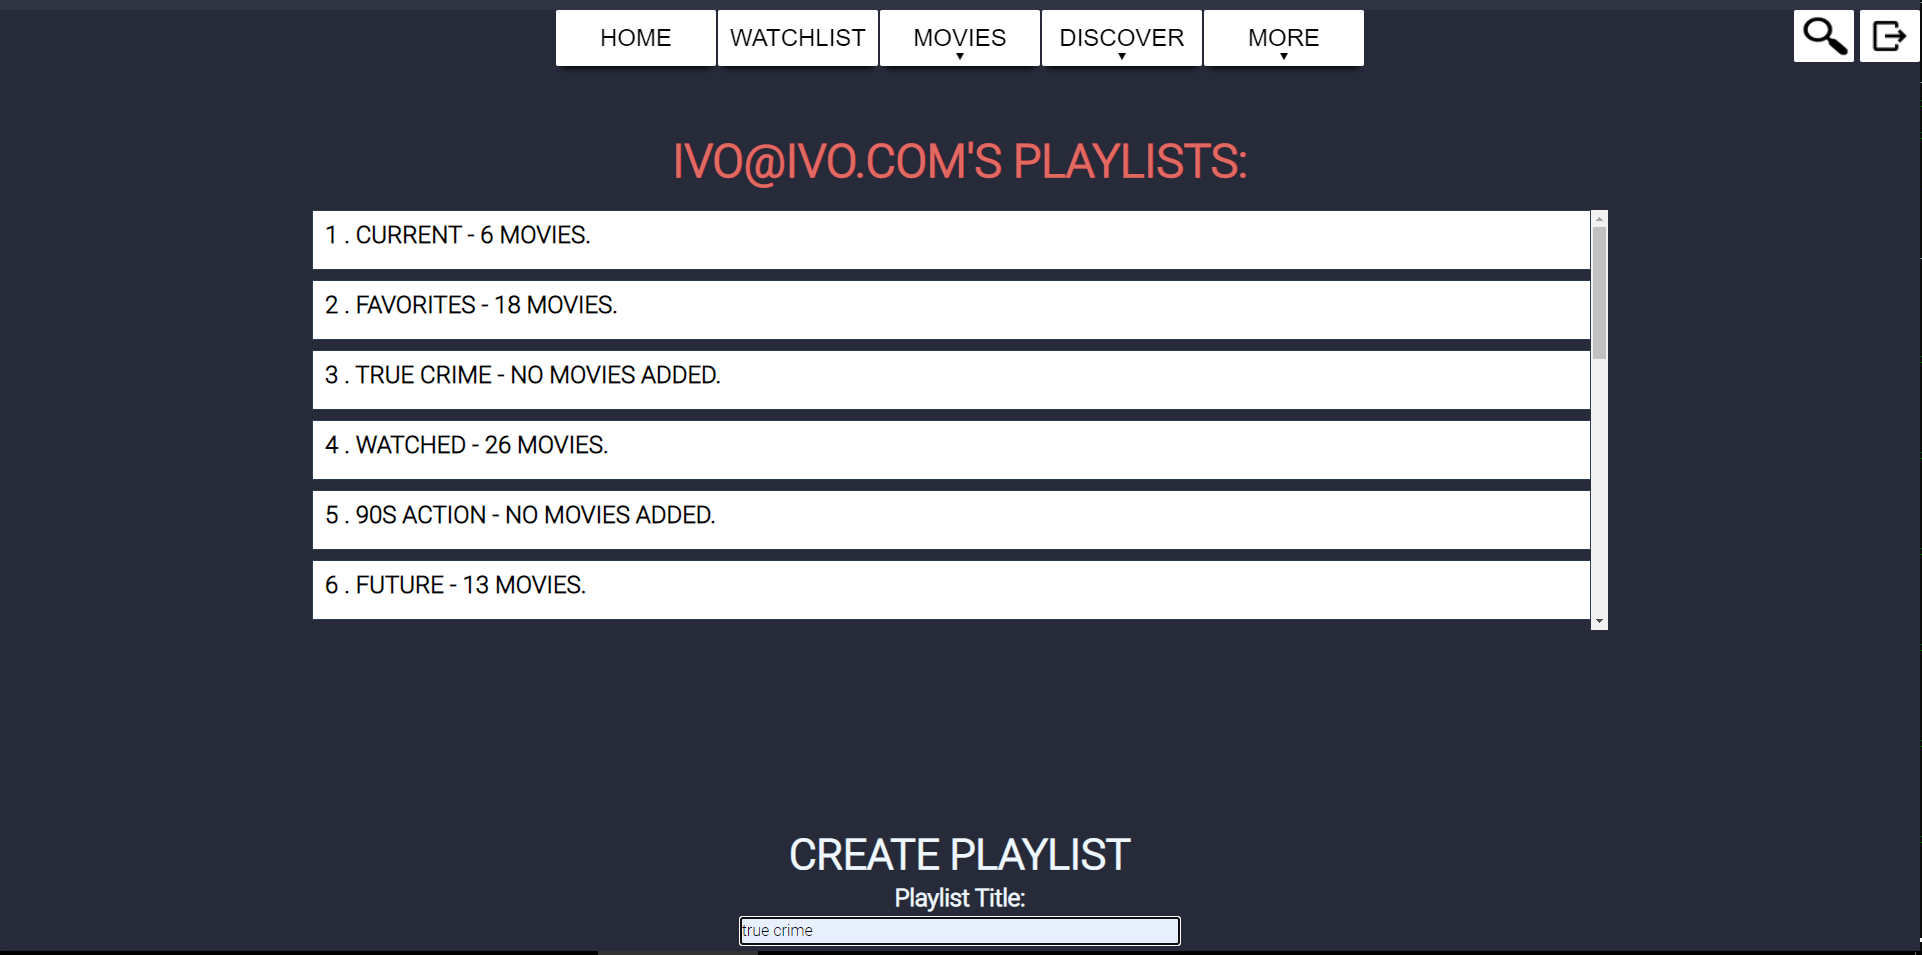 HOME WATCHLIST MOVIES DISCOVER MORE
IVO@IVO.COM'S PLAYLISTS:
1 . CURRENT - 6 MOVIES.
2 . FAVORITES - 18 MOVIES.
3 . TRUE CRIME - NO MOVIES ADDED.
4 . WATCHED - 26 MOVIES.
5 . 90S ACTION - NO MOVIES ADDED.
6 . FUTURE - 13 MOVIES.
CREATE PLAYLIST
Playlist Title:
true crime